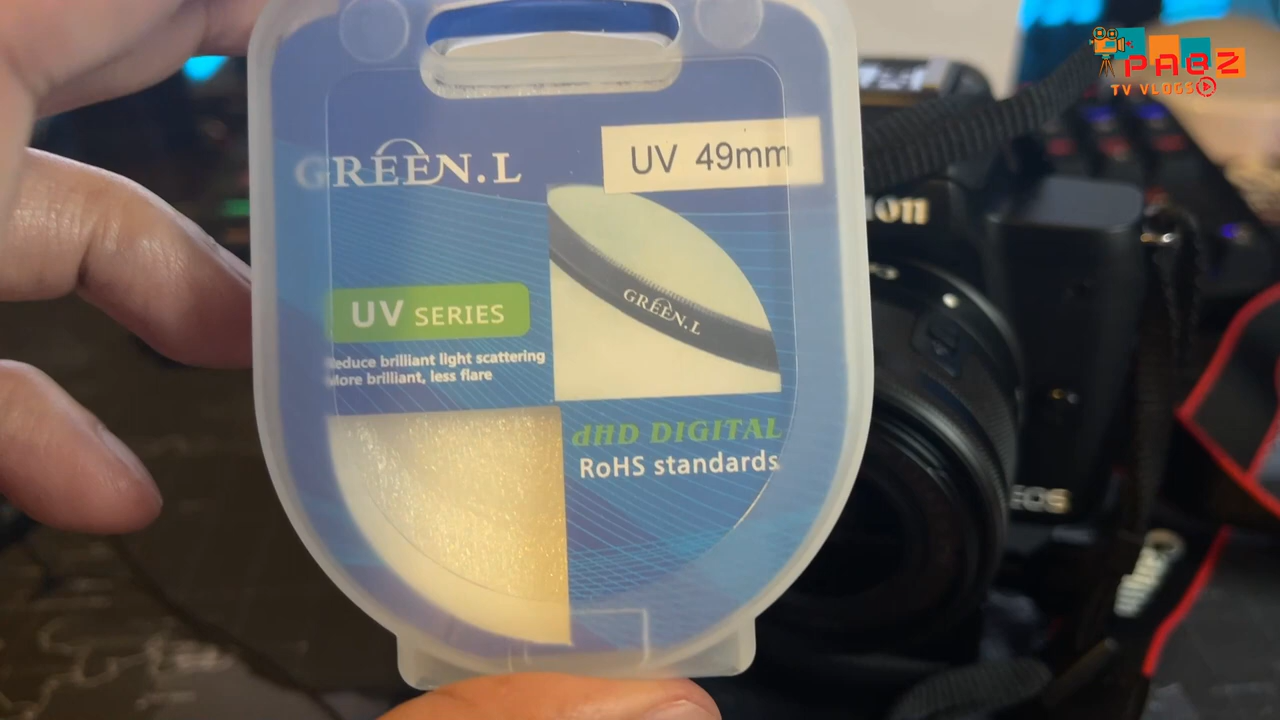 PAEZ
TV VLOGS
GREEN.L
UV 49mm
GREEN.L
UV SERIES
Reduce brilliant light scattering
More brilliant, less flare
dHD DIGITAL
RoHS standards
EOS